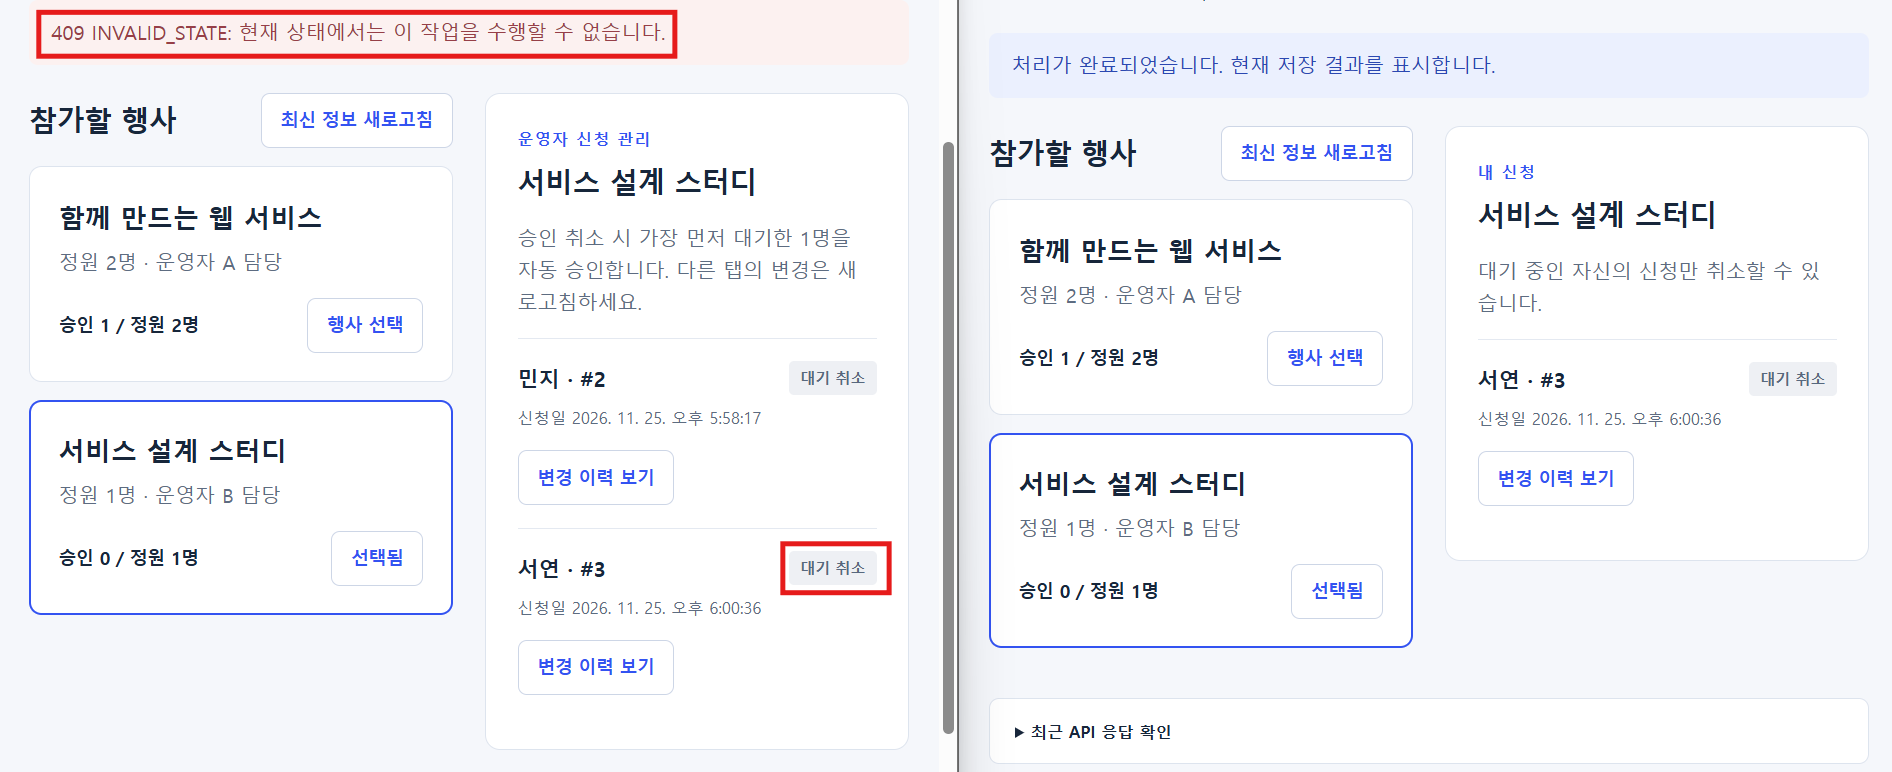 409 INVALID_STATE: 현재 상태에서는 이 작업을 수행할 수 없습니다.
참가할 행사
최신 정보 새로고침
함께 만드는 웹 서비스
정원 2명 · 운영자 A 담당
승인 1 / 정원 2명
행사 선택
서비스 설계 스터디
정원 1명 · 운영자 B 담당
승인 0 / 정원 1명
선택됨
운영자 신청 관리
서비스 설계 스터디
승인 취소 시 가장 먼저 대기한 1명을
자동 승인합니다. 다른 탭의 변경은 새
로고침하세요.
민지 · #2
대기 취소
신청일 2026. 11. 25. 오후 5:58:17
변경 이력 보기
서연 · #3
대기 취소
신청일 2026. 11. 25. 오후 6:00:36
변경 이력 보기
처리가 완료되었습니다. 현재 저장 결과를 표시합니다.
참가할 행사
최신 정보 새로고침
함께 만드는 웹 서비스
정원 2명 · 운영자 A 담당
승인 1 / 정원 2명
행사 선택
서비스 설계 스터디
정원 1명 · 운영자 B 담당
승인 0 / 정원 1명
선택됨
내 신청
서비스 설계 스터디
대기 중인 자신의 신청만 취소할 수 있
습니다.
서연 · #3
대기 취소
신청일 2026. 11. 25. 오후 6:00:36
변경 이력 보기
▶ 최근 API 응답 확인